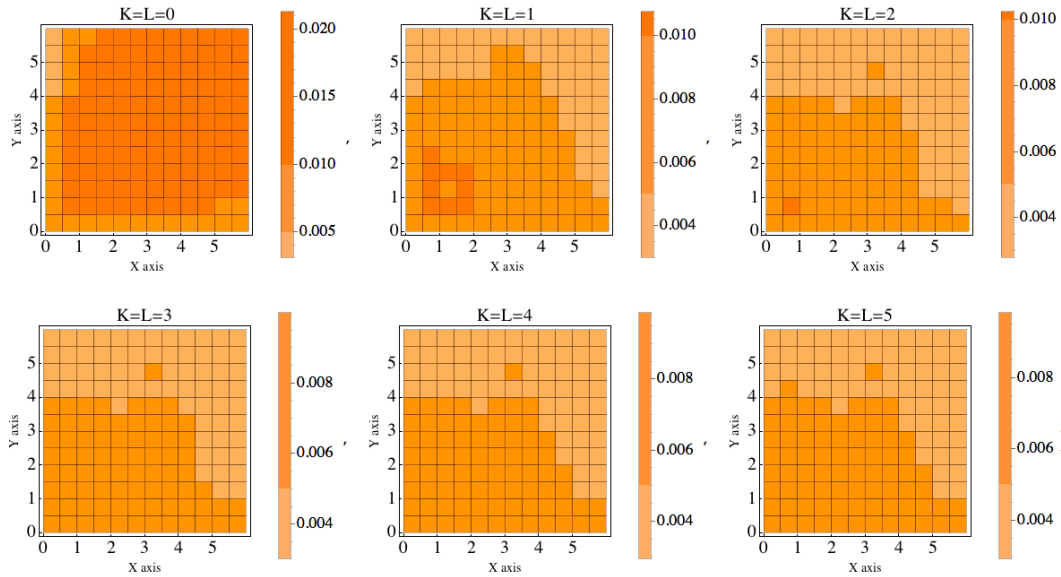 K=L=0
K=L=1
K=L=2
5
4
3
2
1
0
Y axis
0 1 2 3 4 5
X axis
0.020
0.015
0.010
0.005
,
5
4
3
2
1
0
Y axis
0 1 2 3 4 5
X axis
0.010
0.008
0.006
0.004
,
5
4
3
2
1
0
Y axis
0 1 2 3 4 5
X axis
0.010
0.008
0.006
0.004
K=L=3
K=L=4
K=L=5
5
4
3
2
1
0
Y axis
0 1 2 3 4 5
X axis
0.008
0.006
0.004
,
5
4
3
2
1
0
Y axis
0 1 2 3 4 5
X axis
0.008
0.006
0.004
,
5
4
3
2
1
0
Y axis
0 1 2 3 4 5
X axis
0.008
0.006
0.004